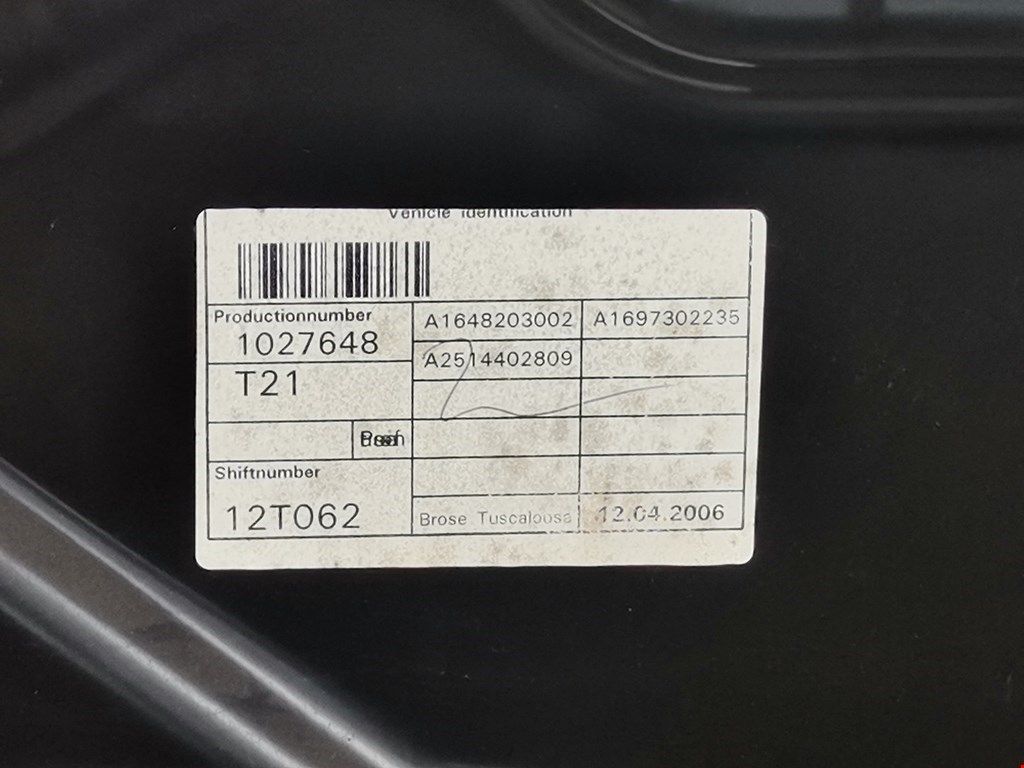 Vehicle Identification
Productionnumber
1027648
A1648203002 A1697302235
A2514402809
T21
Shiftnumber
12T062
Brose Tuscaloosa 12.04.2006